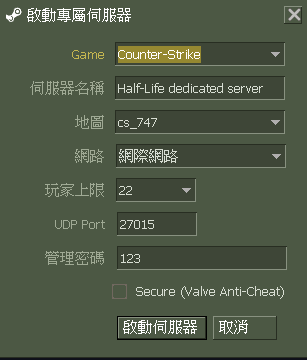 啟動專屬伺服器
Game Counter-Strike
伺服器名稱 Half-Life dedicated server
地圖 cs_747
網路 網際網路
玩家上限 22
UDP Port 27015
管理密碼 123
Secure (Valve Anti-Cheat)
啟動伺服器 取消